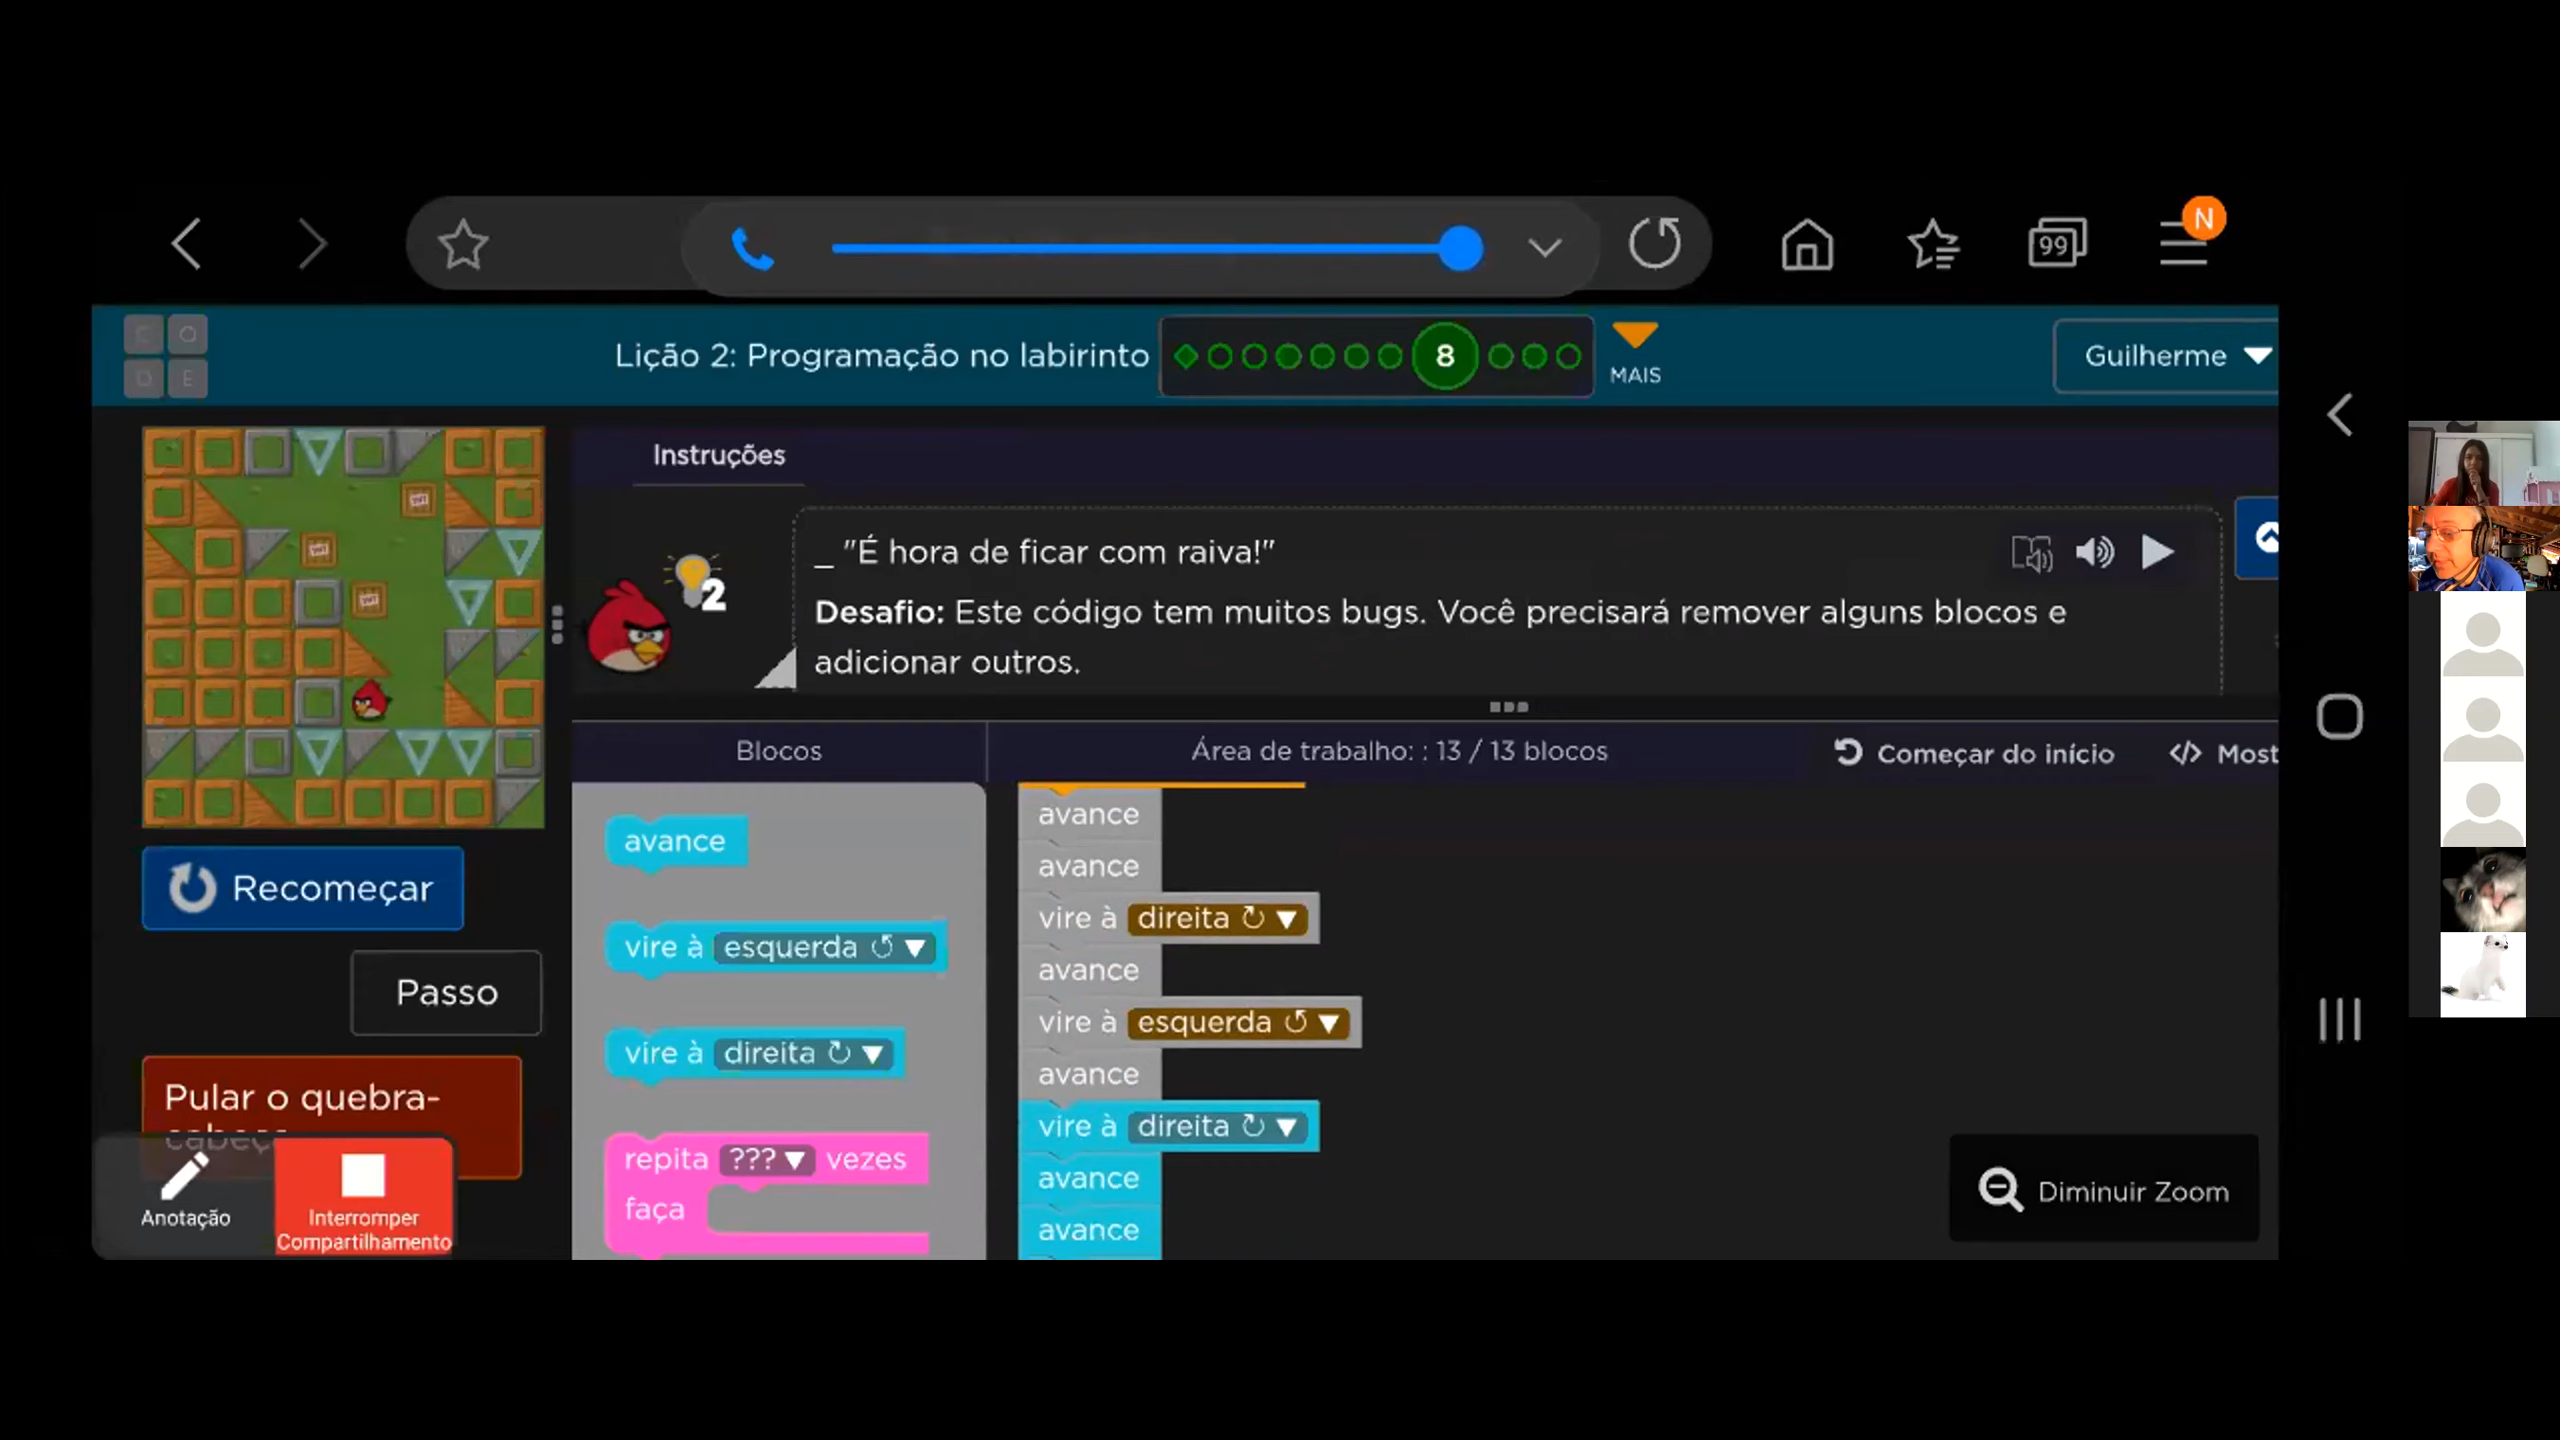 N
99
C O
D E
Lição 2: Programação no labirinto
8
MAIS
Guilherme
Instruções
2
_ "É hora de ficar com raiva!"
Desafio: Este código tem muitos bugs. Você precisará remover alguns blocos e
adicionar outros.
TNT
TNT
TNT
Blocos
Área de trabalho: : 13 / 13 blocos
Começar do início
</> Most
Recomeçar
Passo
Pular o quebra-
Anotação
Interromper
Compartilhamento
avance
vire à esquerda
vire à direita
repita ??? vezes
faça
avance
avance
vire à direita
avance
vire à esquerda
avance
vire à direita
avance
avance
Diminuir Zoom